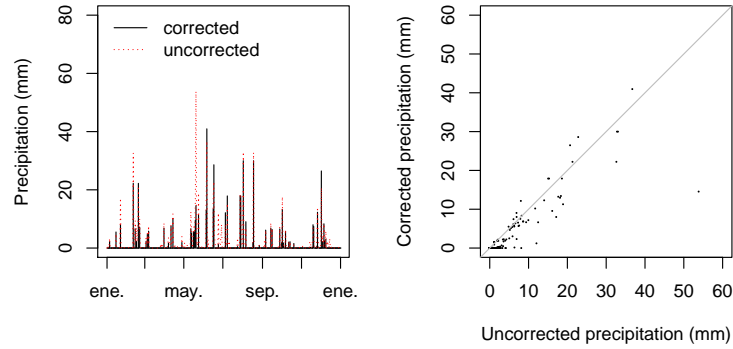 corrected
uncorrected
Precipitation (mm)
80
60
40
20
0
ene.
may.
sep.
ene.
Corrected precipitation (mm)
60
50
40
30
20
10
0
0
10
20
30
40
50
60
Uncorrected precipitation (mm)